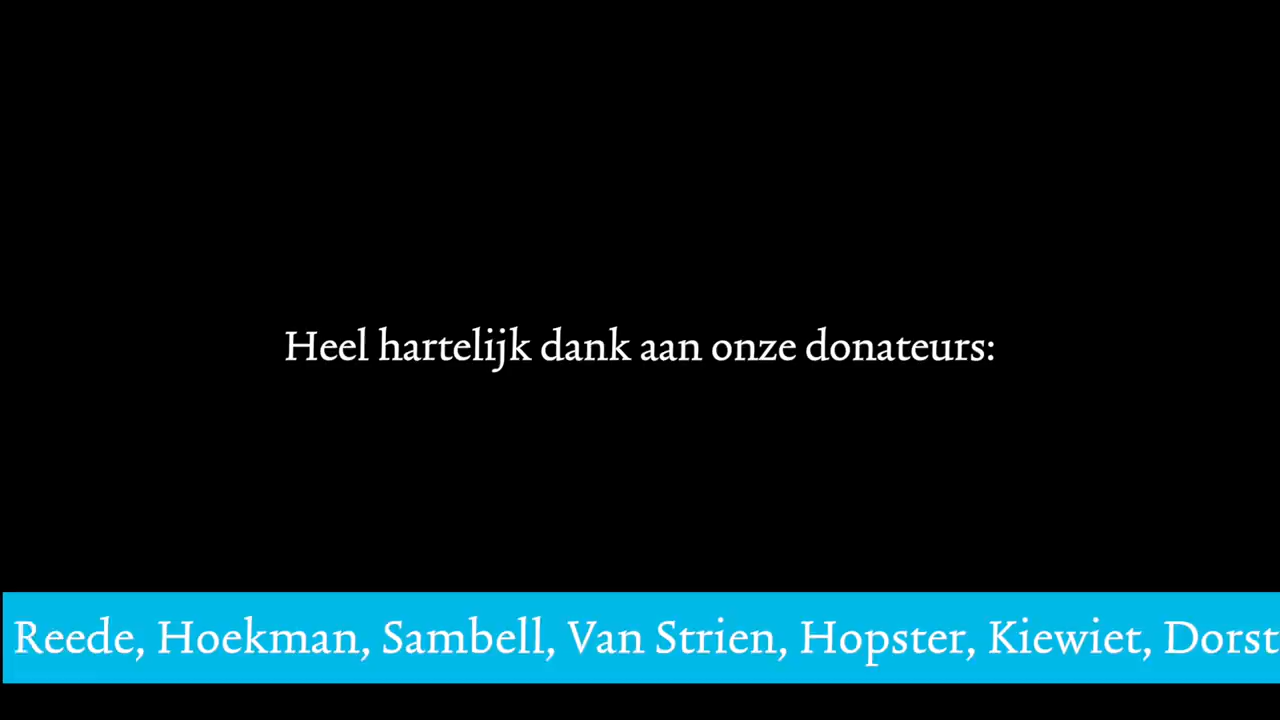 Heel hartelijk dank aan onze donateurs:
Reede, Hoekman, Sambell, Van Strien, Hopster, Kiewiet, Dorst